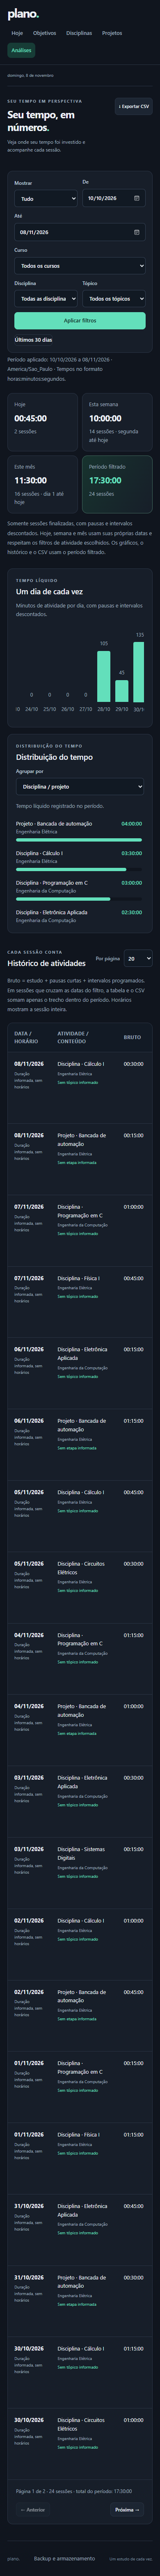 plano.
Hoje Objetivos Disciplinas Projetos
Análises
domingo, 8 de novembro
SEU TEMPO EM PERSPECTIVA
Seu tempo, em
números.
Veja onde seu tempo foi investido e
acompanhe cada sessão.
↓ Exportar CSV
Mostrar
Tudo
De
10/10/2026
Até
08/11/2026
Curso
Todos os cursos
Disciplina
Todas as disciplina
Tópico
Todos os tópicos
Aplicar filtros
Últimos 30 dias
Período aplicado: 10/10/2026 a 08/11/2026 ·
America/Sao_Paulo · Tempos no formato
horas:minutos:segundos.
Hoje
00:45:00
2 sessões
Esta semana
10:00:00
14 sessões · segunda
até hoje
Este mês
11:30:00
16 sessões · dia 1 até
hoje
Período filtrado
17:30:00
24 sessões
Somente sessões finalizadas, com pausas e intervalos
descontados. Hoje, semana e mês usam suas próprias datas e
respeitam os filtros de atividade escolhidos. Os gráficos, o
histórico e o CSV usam o período filtrado.
TEMPO LÍQUIDO
Um dia de cada vez
Minutos de atividade por dia, com pausas e intervalos
descontados.
0 0 0 0 105 45 135
24/10 25/10 26/10 27/10 28/10 29/10 30/1
DISTRIBUIÇÃO DO TEMPO
Distribuição do tempo
Agrupar por
Disciplina / projeto
Tempo líquido registrado no período.
Projeto · Bancada de automação 04:00:00
Engenharia Elétrica
Disciplina · Cálculo I 03:30:00
Engenharia Elétrica
Disciplina · Programação em C 03:00:00
Engenharia da Computação
Disciplina · Eletrônica Aplicada 02:30:00
Engenharia da Computação
CADA SESSÃO CONTA
Histórico de atividades
Por página 20
Bruto = estudo + pausas curtas + intervalos programados.
Em sessões que cruzam as datas do filtro, a tabela e o CSV
somam apenas o trecho dentro do período. Horários
mostram a sessão inteira.
DATA /
HORÁRIO
ATIVIDADE /
CONTEÚDO
BRUTO
08/11/2026 Disciplina · Cálculo I 00:30:00
Duração
informada, sem
horários
Engenharia Elétrica
Sem tópico informado
08/11/2026 Projeto · Bancada de
automação 00:15:00
Duração
informada, sem
horários
Engenharia Elétrica
Sem etapa informada
07/11/2026 Disciplina ·
Programação em C 01:00:00
Duração
informada, sem
horários
Engenharia da Computação
Sem tópico informado
07/11/2026 Disciplina · Física I 00:45:00
Duração
informada, sem
horários
Engenharia Elétrica
Sem tópico informado
06/11/2026 Disciplina · Eletrônica
Aplicada 00:15:00
Duração
informada, sem
horários
Engenharia da Computação
Sem tópico informado
06/11/2026 Projeto · Bancada de
automação 01:15:00
Duração
informada, sem
horários
Engenharia Elétrica
Sem etapa informada
05/11/2026 Disciplina · Cálculo I 00:45:00
Duração
informada, sem
horários
Engenharia Elétrica
Sem tópico informado
05/11/2026 Disciplina · Circuitos
Elétricos 00:30:00
Duração
informada, sem
horários
Engenharia Elétrica
Sem tópico informado
04/11/2026 Disciplina ·
Programação em C 01:15:00
Duração
informada, sem
horários
Engenharia da Computação
Sem tópico informado
04/11/2026 Projeto · Bancada de
automação 01:00:00
Duração
informada, sem
horários
Engenharia Elétrica
Sem etapa informada
03/11/2026 Disciplina · Eletrônica
Aplicada 00:30:00
Duração
informada, sem
horários
Engenharia da Computação
Sem tópico informado
03/11/2026 Disciplina · Sistemas
Digitais 00:15:00
Duração
informada, sem
horários
Engenharia da Computação
Sem tópico informado
02/11/2026 Disciplina · Cálculo I 01:00:00
Duração
informada, sem
horários
Engenharia Elétrica
Sem tópico informado
02/11/2026 Projeto · Bancada de
automação 00:45:00
Duração
informada, sem
horários
Engenharia Elétrica
Sem etapa informada
01/11/2026 Disciplina ·
Programação em C 00:15:00
Duração
informada, sem
horários
Engenharia da Computação
Sem tópico informado
01/11/2026 Disciplina · Física I 01:15:00
Duração
informada, sem
horários
Engenharia Elétrica
Sem tópico informado
31/10/2026 Disciplina · Eletrônica
Aplicada 00:45:00
Duração
informada, sem
horários
Engenharia da Computação
Sem tópico informado
31/10/2026 Projeto · Bancada de
automação 00:30:00
Duração
informada, sem
horários
Engenharia Elétrica
Sem etapa informada
30/10/2026 Disciplina · Cálculo I 01:15:00
Duração
informada, sem
horários
Engenharia Elétrica
Sem tópico informado
30/10/2026 Disciplina · Circuitos
Elétricos 01:00:00
Duração
informada, sem
horários
Engenharia Elétrica
Sem tópico informado
Página 1 de 2 · 24 sessões · total do período: 17:30:00
← Anterior Próxima →
plano. Backup e armazenamento Um estudo de cada vez.